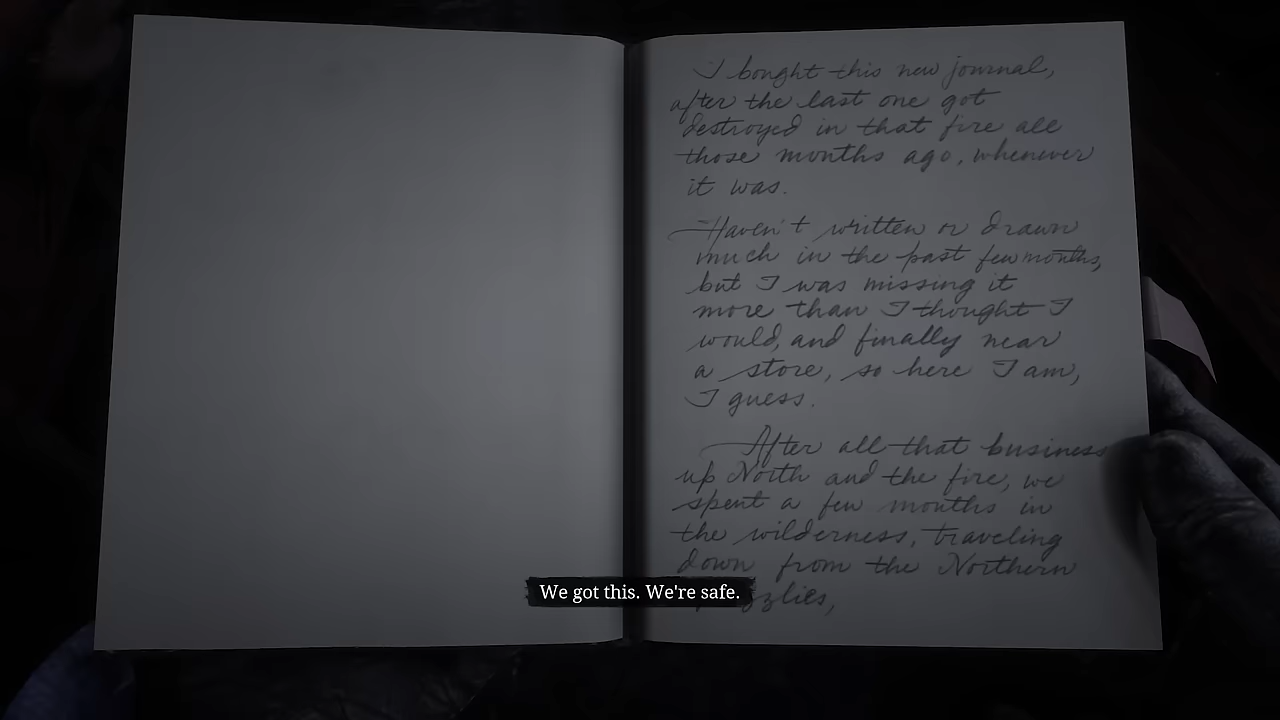 I bought this new journal,
after the last one got
destroyed in that fire all
those months ago, whenever
it was.
Haven't written or drawn
much in the past few months,
but I was missing it
more than I thought I
would, and finally near
a store, so here I am,
I guess.
After all that business
up North and the fire, we
spent a few months in
the wilderness, traveling
down from the Northern
We got this. We're safe.